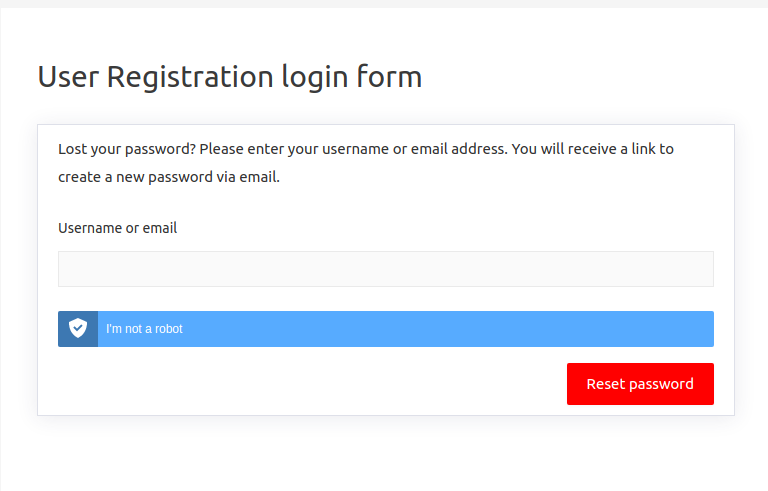 User Registration login form
Lost your password? Please enter your username or email address. You will receive a link to
create a new password via email.
Username or email
I'm not a robot
Reset password